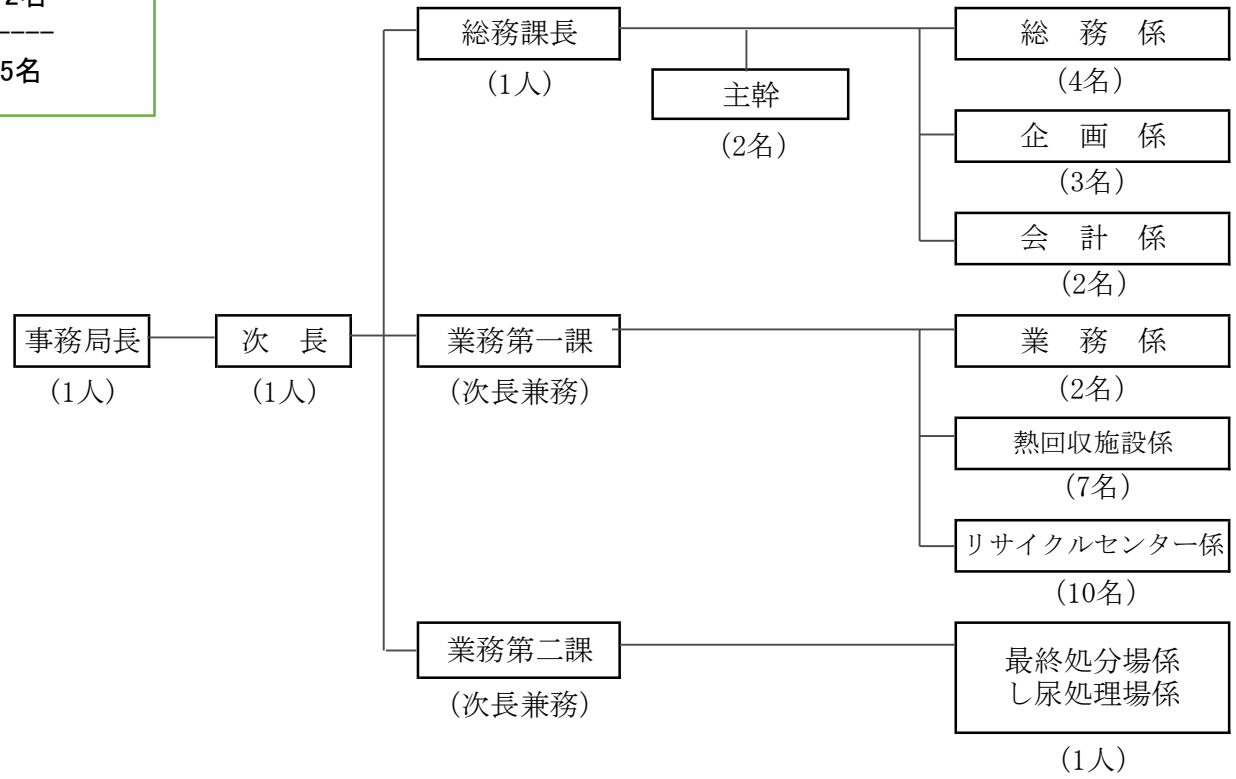 2名
-----
5名
総務課長
(1人)
主幹
(2名)
総 務 係
(4名)
企 画 係
(3名)
会 計 係
(2名)
事務局長
(1人)
次 長
(1人)
業務第一課
(次長兼務)
業 務 係
(2名)
熱回収施設係
(7名)
リサイクルセンター係
(10名)
業務第二課
(次長兼務)
最終処分場係
し尿処理場係
(1人)